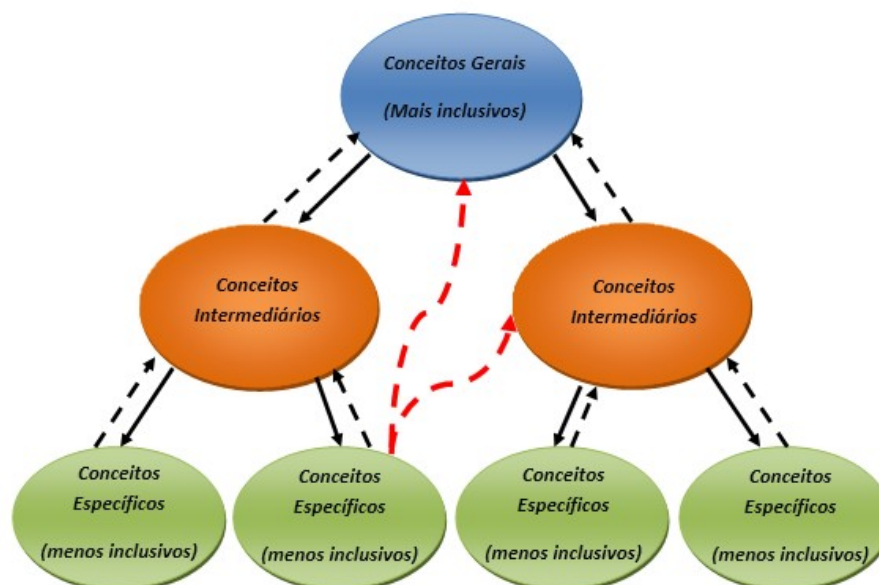 Conceitos Gerais
(Mais inclusivos)
Conceitos
Intermediários
Conceitos
Intermediários
Conceitos
Específicos
(menos inclusivos)
Conceitos
Específicos
(menos inclusivos)
Conceitos
Específicos
(menos inclusivos)
Conceitos
Específicos
(menos inclusivos)